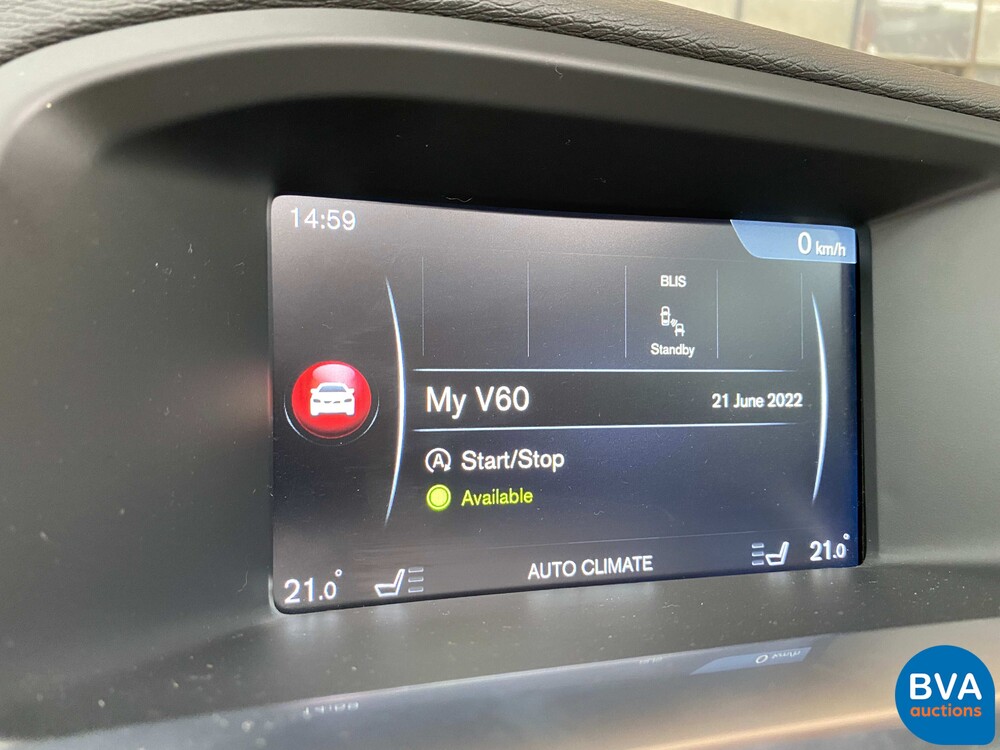 14:59
0 km/h
BLIS
Standby
My V60
21 June 2022
A Start/Stop
Available
21.0°
AUTO CLIMATE
21.0°
BVA
auctions